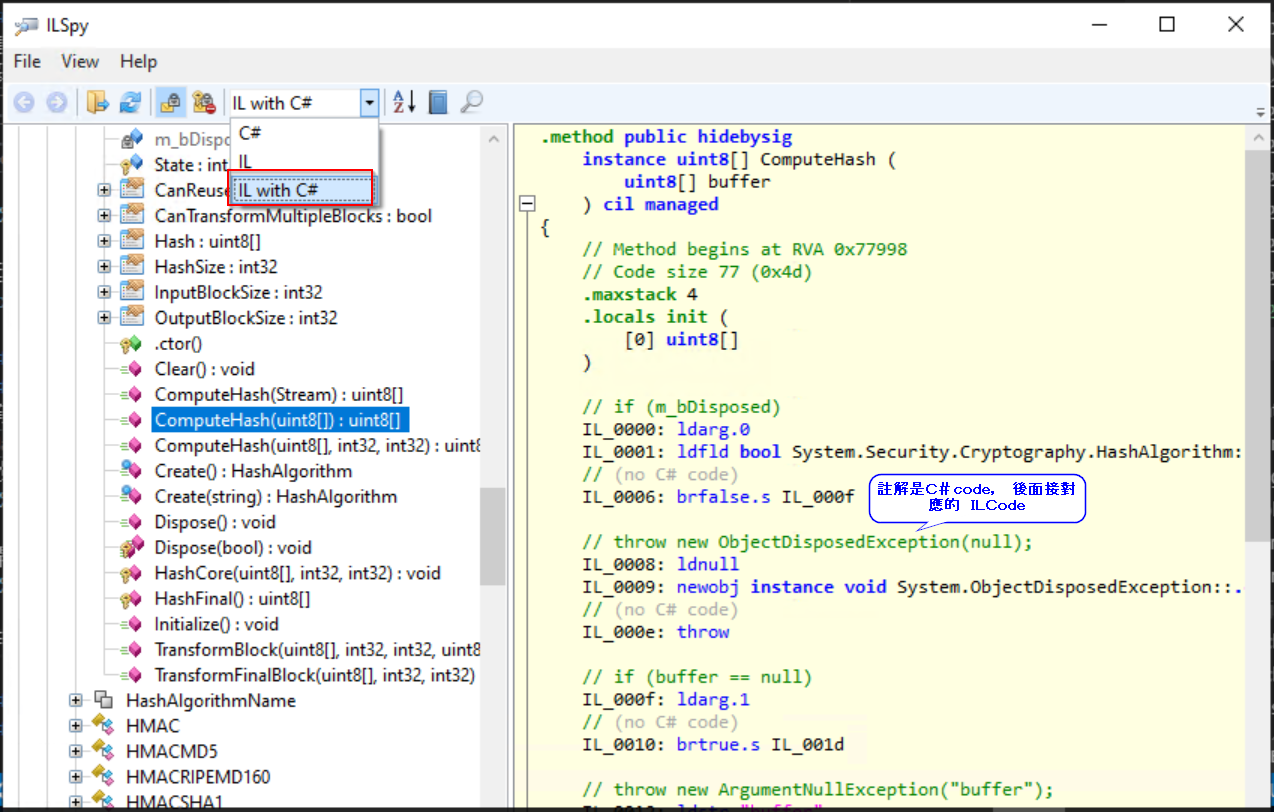 ILSpy
File View Help
IL with C#
C#
IL
IL with C#
m_bDispo
State : int
CanReuse
CanTransformMultipleBlocks : bool
Hash : uint8[]
HashSize : int32
InputBlockSize : int32
OutputBlockSize : int32
.ctor()
Clear() : void
ComputeHash(Stream) : uint8[]
ComputeHash(uint8[]) : uint8[]
ComputeHash(uint8[], int32, int32) : uint8
Create() : HashAlgorithm
Create(string) : HashAlgorithm
Dispose() : void
Dispose(bool) : void
HashCore(uint8[], int32, int32) : void
HashFinal() : uint8[]
Initialize() : void
TransformBlock(uint8[], int32, int32, uint8
TransformFinalBlock(uint8[], int32, int32)
HashAlgorithmName
HMAC
HMACMD5
HMACRIPEMD160
HMACSHA1
.method public hidebysig
instance uint8[] ComputeHash (
uint8[] buffer
) cil managed
{
// Method begins at RVA 0x77998
// Code size 77 (0x4d)
.maxstack 4
.locals init (
[0] uint8[]
)
// if (m_bDisposed)
IL_0000: ldarg.0
IL_0001: ldfld bool System.Security.Cryptography.HashAlgorithm:
// (no C# code)
IL_0006: brfalse.s IL_000f
註解是C＃code， 後面接對
應的 ILCode
// throw new ObjectDisposedException(null);
IL_0008: ldnull
IL_0009: newobj instance void System.ObjectDisposedException::.
// (no C# code)
IL_000e: throw
// if (buffer == null)
IL_000f: ldarg.1
// (no C# code)
IL_0010: brtrue.s IL_001d
// throw new ArgumentNullException("buffer");